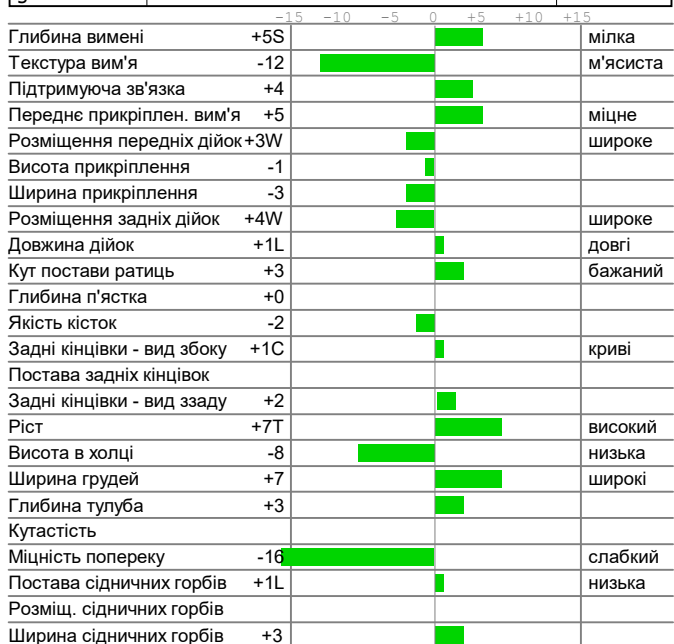 -15 -10 -5 0 +5 +10 +15
Глибина вимені +5S мілка
Текстура вим'я -12 м'ясиста
Підтримуюча зв'язка +4
Переднє прикріплен. вим'я +5 міцне
Розміщення передніх дійок +3W широке
Висота прикріплення -1
Ширина прикріплення -3
Розміщення задніх дійок +4W широке
Довжина дійок +1L довгі
Кут постави ратиць +3 бажаний
Глибина п'ястка +0
Якість кісток -2
Задні кінцівки - вид збоку +1C криві
Постава задніх кінцівок
Задні кінцівки - вид ззаду +2
Ріст +7T високий
Висота в холці -8 низька
Ширина грудей +7 широкі
Глибина тулуба +3
Кутастість
Міцність попереку -16 слабкий
Постава сідничних горбів +1L низька
Розміщ. сідничних горбів
Ширина сідничних горбів +3